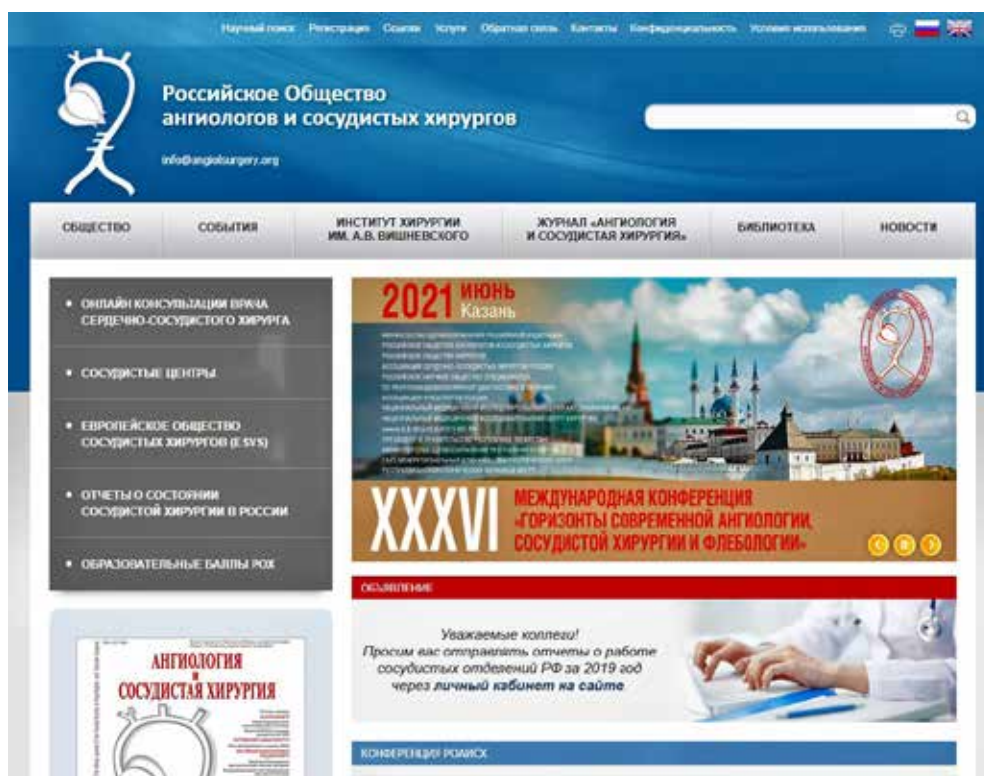 Научный поиск Регистрация Ссылки Услуги Обратная связь Контакты Конфиденциальность Условия использования
Российское Общество
ангиологов и сосудистых хирургов
info@angiolsurgery.org
ОБЩЕСТВО
СОБЫТИЯ
ИНСТИТУТ ХИРУРГИИ
ИМ. А.В. ВИШНЕВСКОГО
ЖУРНАЛ «АНГИОЛОГИЯ
И СОСУДИСТАЯ ХИРУРГИЯ»
БИБЛИОТЕКА
НОВОСТИ
• ОНЛАЙН КОНСУЛЬТАЦИИ ВРАЧА
СЕРДЕЧНО-СОСУДИСТОГО ХИРУРГА
• СОСУДИСТЫЕ ЦЕНТРЫ
• ЕВРОПЕЙСКОЕ ОБЩЕСТВО
СОСУДИСТЫХ ХИРУРГОВ (ESVS)
• ОТЧЕТЫ О СОСТОЯНИИ
СОСУДИСТОЙ ХИРУРГИИ В РОССИИ
• ОБРАЗОВАТЕЛЬНЫЕ БАЛЛЫ РОХ
2021 ИЮНЬ
Казань
XXXVI
МЕЖДУНАРОДНАЯ КОНФЕРЕНЦИЯ
«ГОРИЗОНТЫ СОВРЕМЕННОЙ АНГИОЛОГИИ,
СОСУДИСТОЙ ХИРУРГИИ И ФЛЕБОЛОГИИ»
ОБЪЯВЛЕНИЕ
Уважаемые коллеги!
Просим вас отправлять отчеты о работе
сосудистых отделений РФ за 2019 год
через личный кабинет на сайте
АНГИОЛОГИЯ
и
СОСУДИСТАЯ ХИРУРГИЯ
КОНФЕРЕНЦИЯ РОАИСХ